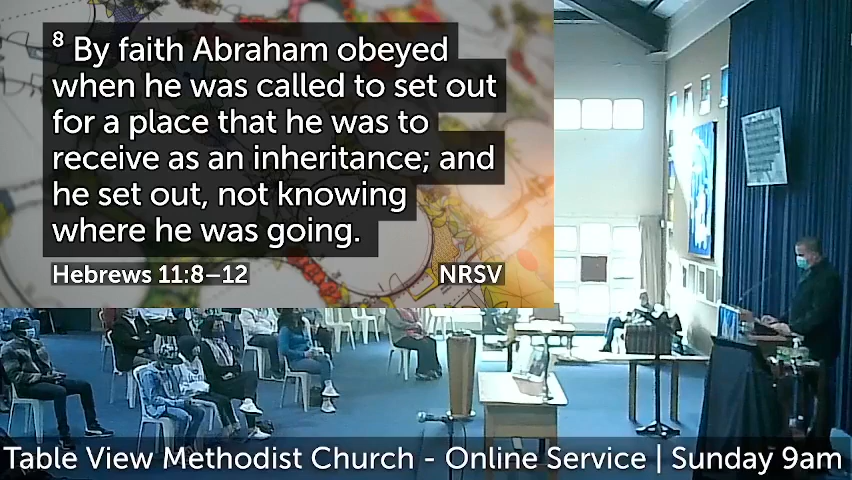 ⁸ By faith Abraham obeyed
when he was called to set out
for a place that he was to
receive as an inheritance; and
he set out, not knowing
where he was going.
Hebrews 11:8–12 NRSV
Table View Methodist Church - Online Service | Sunday 9am